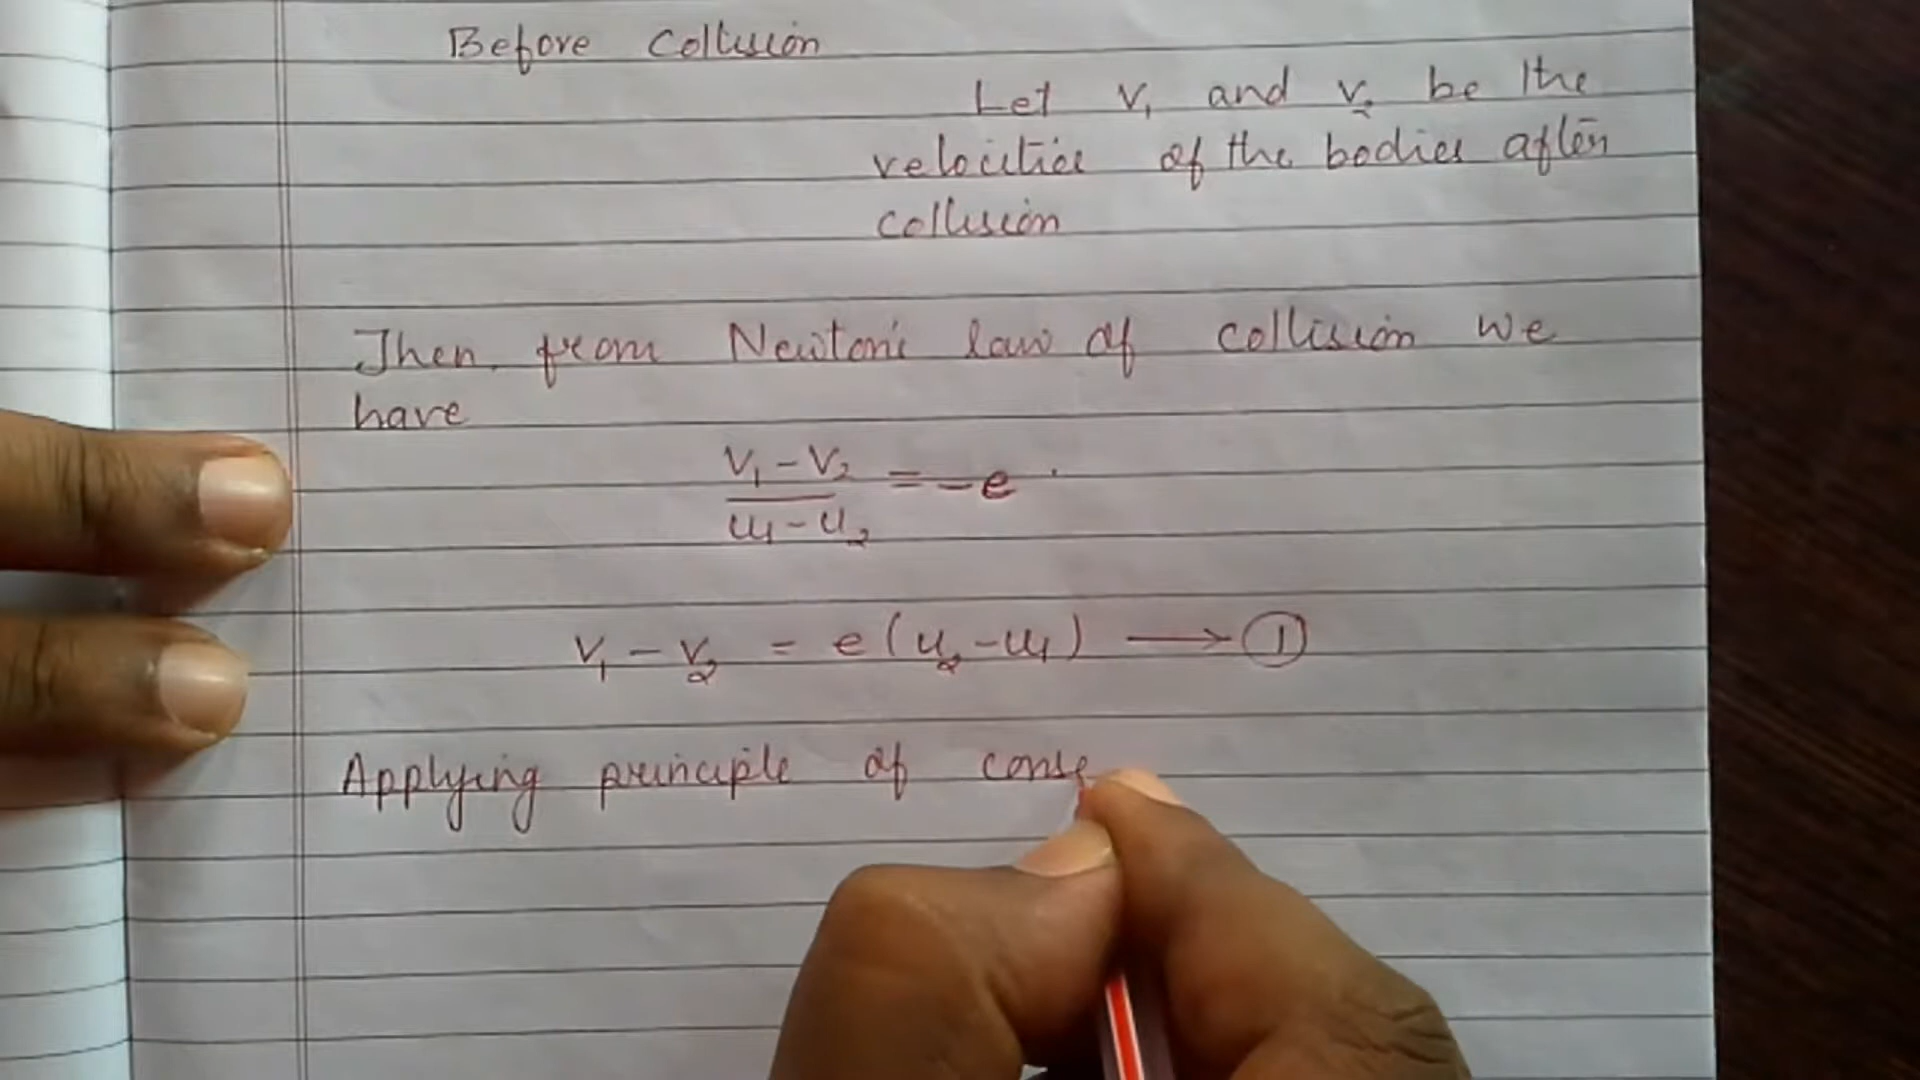 Before Collision
Let v₁ and v₂ be the
velocities of the bodies after
collision
Then from Newton's law of collision we
have
v₁ - v₂
u₁ - u₂
= -e
v₁ - v₂ = e(u₂ - u₁) ⟶ ①
Applying principle of conse